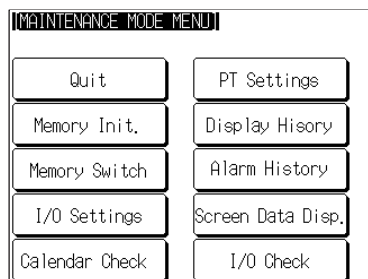 [MAINTENANCE MODE MENU]
Quit
PT Settings
Memory Init.
Display Hisory
Memory Switch
Alarm History
I/O Settings
Screen Data Disp.
Calendar Check
I/O Check